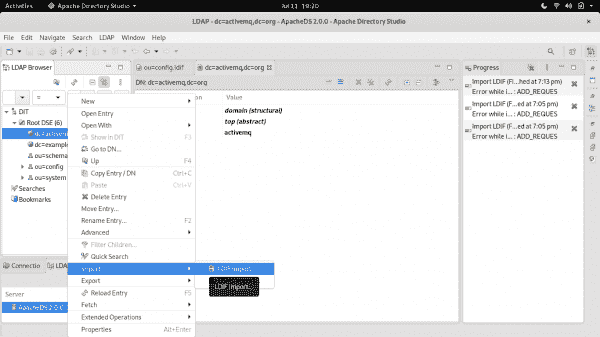 Activities
Apache Directory Studio
Jul 11 19:20
LDAP - dc=activemq,dc=org - ApacheDS 2.0.0 - Apache Directory Studio
File Edit Navigate Search LDAP Window Help
LDAP Browser
DIT
Root DSE (6)
dc=example
ou=schema
ou=config
ou=system
Searches
Bookmarks
New
Open Entry
Open With
Share in DIT
Go to DN...
Up F4
Copy Entry / DN Ctrl+C
Paste Ctrl+V
Delete Entry
Move Entry...
Rename Entry... F2
Advanced
Filter Children...
Quick Search
Import
Export
Reload Entry F5
Fetch
Extended Operations
Properties Alt+Enter
LDIF Import...
LDIF Import...
Connectio
LDAP
Server
ApacheDS 2.0.0
ou=config.ldif
dc=activemq,dc=org
DN: dc=activemq,dc=org
Value
domain (structural)
top (abstract)
activemq
Progress
Import LDIF (Fi...hed at 7:13 pm)
Error while i... : ADD_REQUES
Import LDIF (F...ed at 7:05 pm)
Error while i... : ADD_REQUES
Import LDIF (F...ed at 7:05 pm)
Error while i... : ADD_REQUES